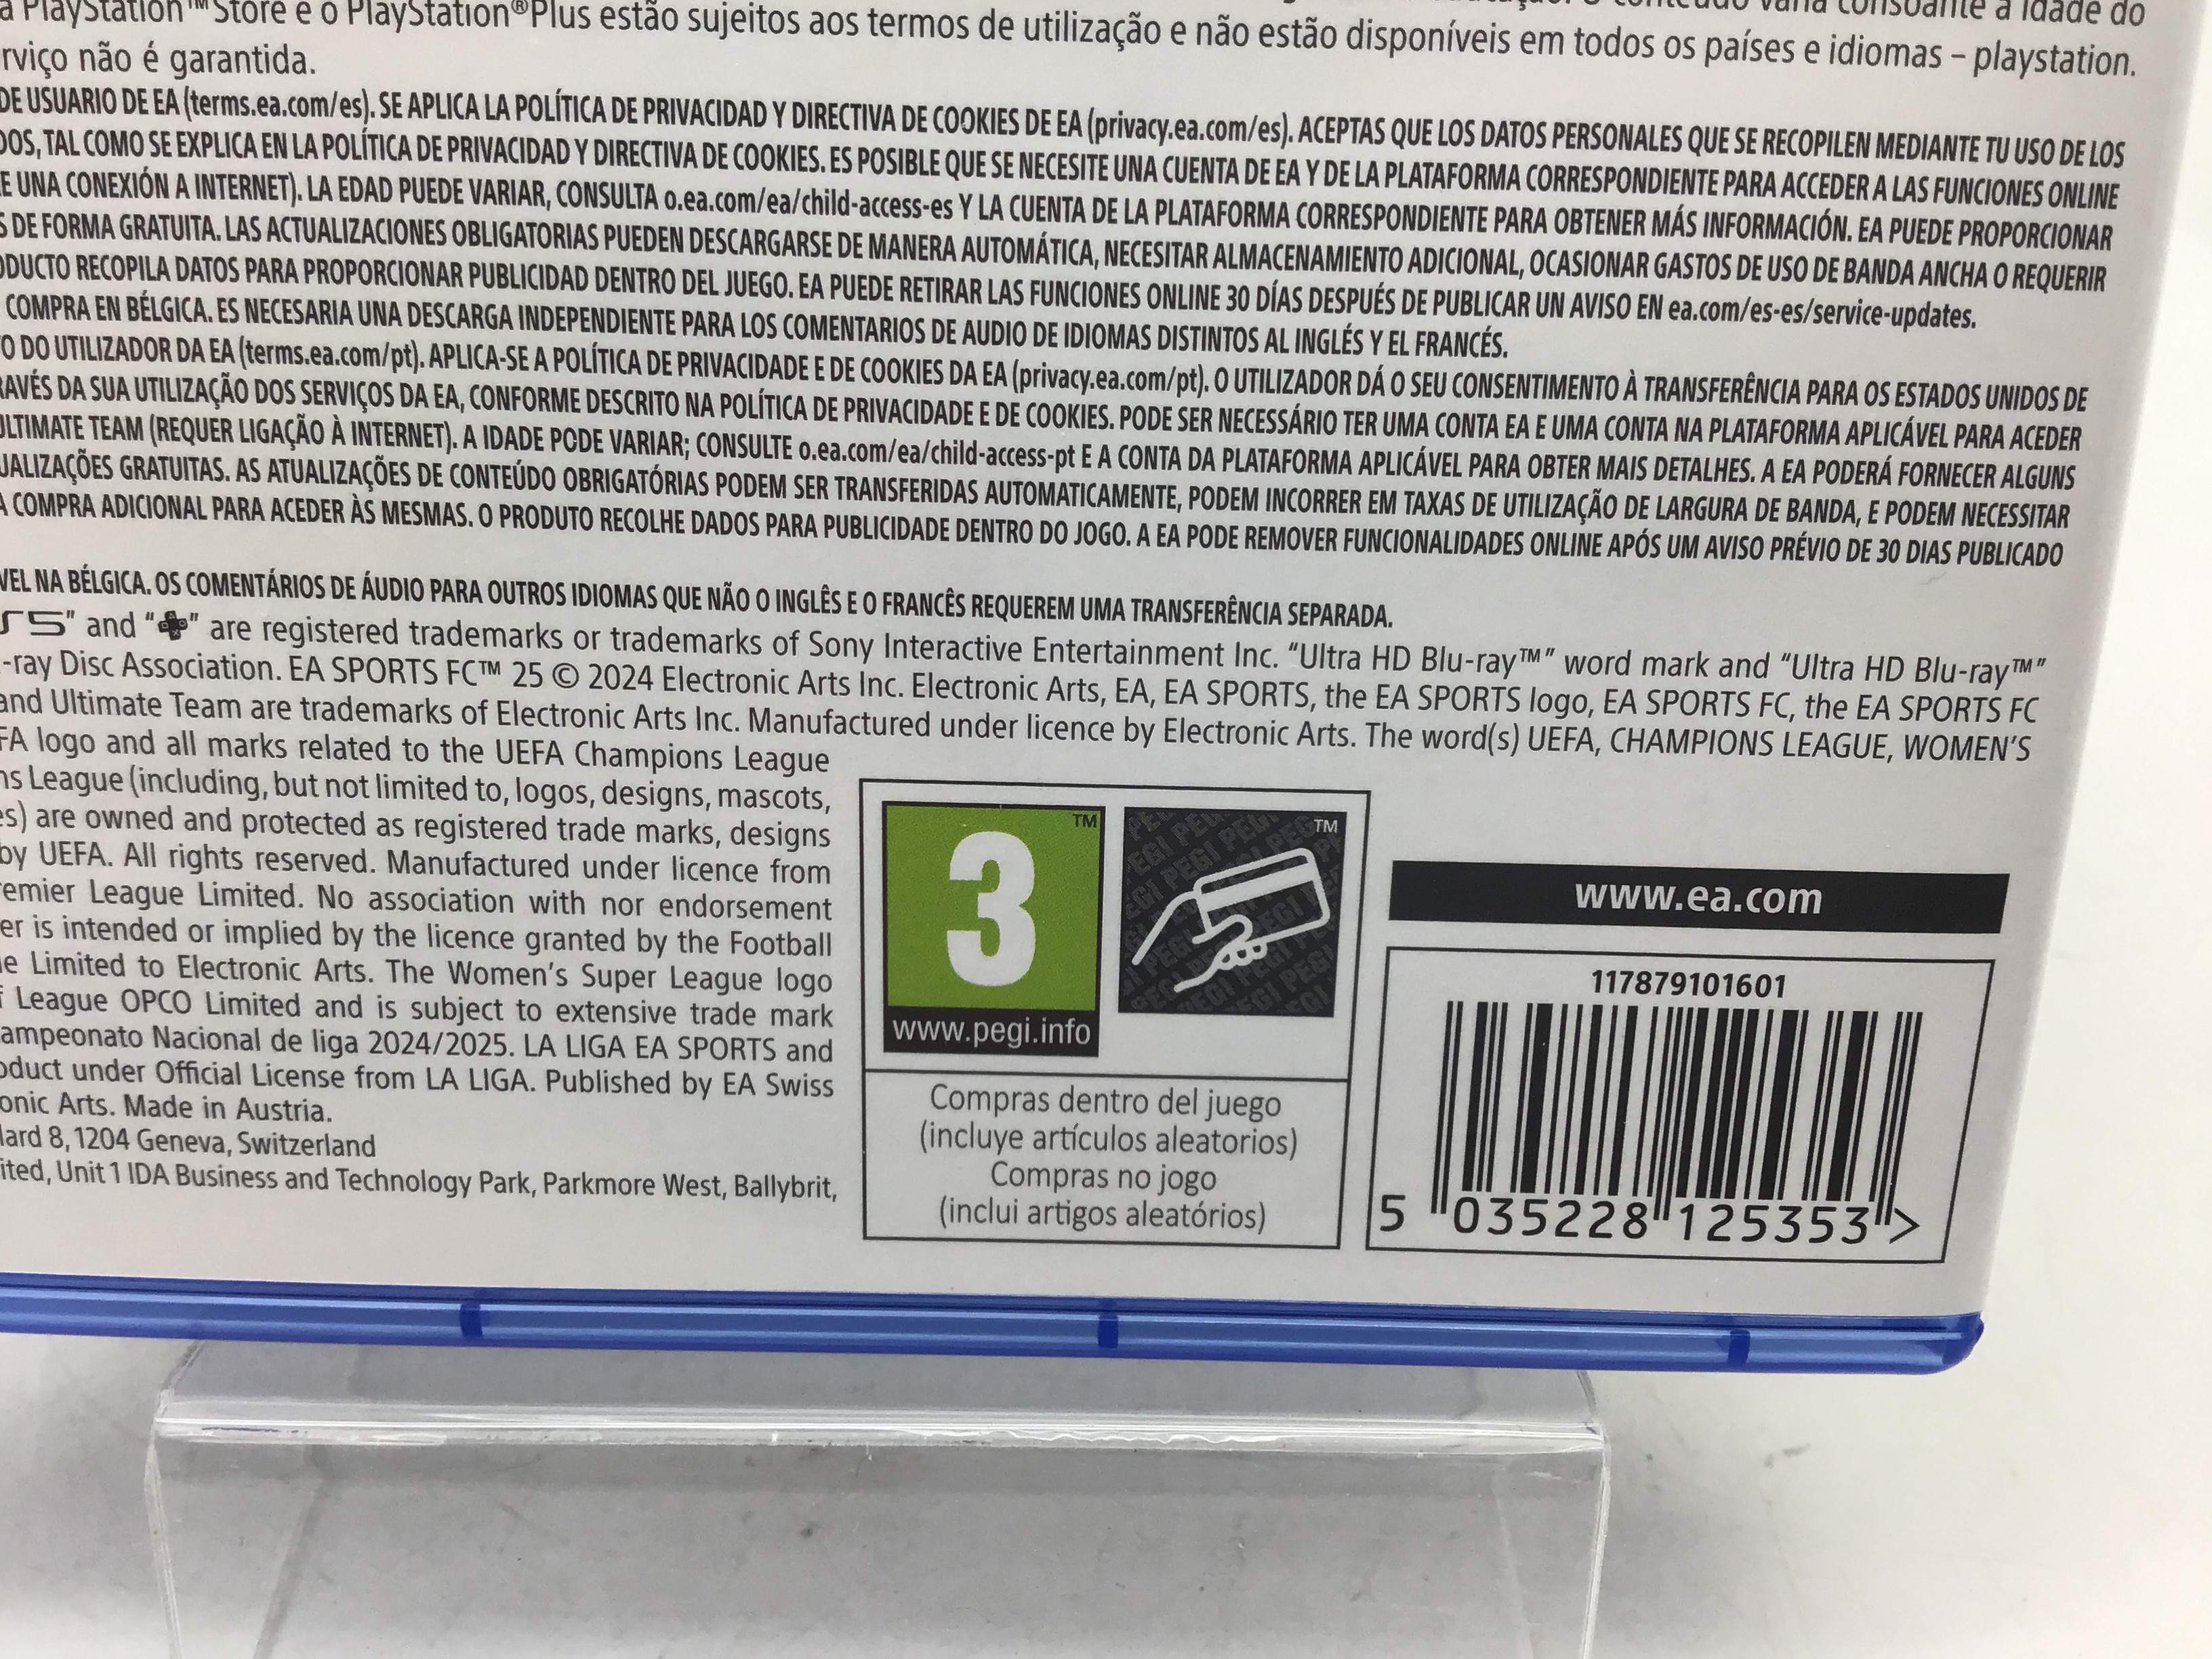 a PlayStation™Store e o PlayStation®Plus estão sujeitos aos termos de utilização e não estão disponíveis em todos os países e idiomas – playstation.
rviço não é garantida.
DE USUARIO DE EA (terms.ea.com/es). SE APLICA LA POLÍTICA DE PRIVACIDAD Y DIRECTIVA DE COOKIES DE EA (privacy.ea.com/es). ACEPTAS QUE LOS DATOS PERSONALES QUE SE RECOPILEN MEDIANTE TU USO DE LOS
DOS, TAL COMO SE EXPLICA EN LA POLÍTICA DE PRIVACIDAD Y DIRECTIVA DE COOKIES. ES POSIBLE QUE SE NECESITE UNA CUENTA DE EA Y DE LA PLATAFORMA CORRESPONDIENTE PARA ACCEDER A LAS FUNCIONES ONLINE
E UNA CONEXIÓN A INTERNET). LA EDAD PUEDE VARIAR, CONSULTA o.ea.com/ea/child-access-es Y LA CUENTA DE LA PLATAFORMA CORRESPONDIENTE PARA OBTENER MÁS INFORMACIÓN. EA PUEDE PROPORCIONAR
S DE FORMA GRATUITA. LAS ACTUALIZACIONES OBLIGATORIAS PUEDEN DESCARGARSE DE MANERA AUTOMÁTICA, NECESITAR ALMACENAMIENTO ADICIONAL, OCASIONAR GASTOS DE USO DE BANDA ANCHA O REQUERIR
ODUCTO RECOPILA DATOS PARA PROPORCIONAR PUBLICIDAD DENTRO DEL JUEGO. EA PUEDE RETIRAR LAS FUNCIONES ONLINE 30 DÍAS DESPUÉS DE PUBLICAR UN AVISO EN ea.com/es-es/service-updates.
COMPRA EN BÉLGICA. ES NECESARIA UNA DESCARGA INDEPENDIENTE PARA LOS COMENTARIOS DE AUDIO DE IDIOMAS DISTINTOS AL INGLÉS Y EL FRANCÉS.
O DO UTILIZADOR DA EA (terms.ea.com/pt). APLICA-SE A POLÍTICA DE PRIVACIDADE E DE COOKIES DA EA (privacy.ea.com/pt). O UTILIZADOR DÁ O SEU CONSENTIMENTO À TRANSFERÊNCIA PARA OS ESTADOS UNIDOS DE
RAVÉS DA SUA UTILIZAÇÃO DOS SERVIÇOS DA EA, CONFORME DESCRITO NA POLÍTICA DE PRIVACIDADE E DE COOKIES. PODE SER NECESSÁRIO TER UMA CONTA EA E UMA CONTA NA PLATAFORMA APLICÁVEL PARA ACEDER
ULTIMATE TEAM (REQUER LIGAÇÃO À INTERNET). A IDADE PODE VARIAR; CONSULTE o.ea.com/ea/child-access-pt E A CONTA DA PLATAFORMA APLICÁVEL PARA OBTER MAIS DETALHES. A EA PODERÁ FORNECER ALGUNS
UALIZAÇÕES GRATUITAS. AS ATUALIZAÇÕES DE CONTEÚDO OBRIGATÓRIAS PODEM SER TRANSFERIDAS AUTOMATICAMENTE, PODEM INCORRER EM TAXAS DE UTILIZAÇÃO DE LARGURA DE BANDA, E PODEM NECESSITAR
A COMPRA ADICIONAL PARA ACEDER ÀS MESMAS. O PRODUTO RECOLHE DADOS PARA PUBLICIDADE DENTRO DO JOGO. A EA PODE REMOVER FUNCIONALIDADES ONLINE APÓS UM AVISO PRÉVIO DE 30 DIAS PUBLICADO
VEL NA BÉLGICA. OS COMENTÁRIOS DE ÁUDIO PARA OUTROS IDIOMAS QUE NÃO O INGLÊS E O FRANCÊS REQUEREM UMA TRANSFERÊNCIA SEPARADA.
S5" and "" are registered trademarks or trademarks of Sony Interactive Entertainment Inc. "Ultra HD Blu-ray™" word mark and "Ultra HD Blu-ray™"
-ray Disc Association. EA SPORTS FC™ 25 © 2024 Electronic Arts Inc. Electronic Arts, EA, EA SPORTS, the EA SPORTS logo, EA SPORTS FC, the EA SPORTS FC
and Ultimate Team are trademarks of Electronic Arts Inc. Manufactured under licence by Electronic Arts. The word(s) UEFA, CHAMPIONS LEAGUE, WOMEN'S
FA logo and all marks related to the UEFA Champions League
ns League (including, but not limited to, logos, designs, mascots,
es) are owned and protected as registered trade marks, designs
by UEFA. All rights reserved. Manufactured under licence from
remier League Limited. No association with nor endorsement
er is intended or implied by the licence granted by the Football
e Limited to Electronic Arts. The Women's Super League logo
f League OPCO Limited and is subject to extensive trade mark
ampeonato Nacional de liga 2024/2025. LA LIGA EA SPORTS and
oduct under Official License from LA LIGA. Published by EA Swiss
onic Arts. Made in Austria.
lard 8, 1204 Geneva, Switzerland
ited, Unit 1 IDA Business and Technology Park, Parkmore West, Ballybrit,
3
TM
www.pegi.info
TM
Compras dentro del juego
(incluye artículos aleatorios)
Compras no jogo
(inclui artigos aleatórios)
www.ea.com
117879101601
5 035228 125353 >